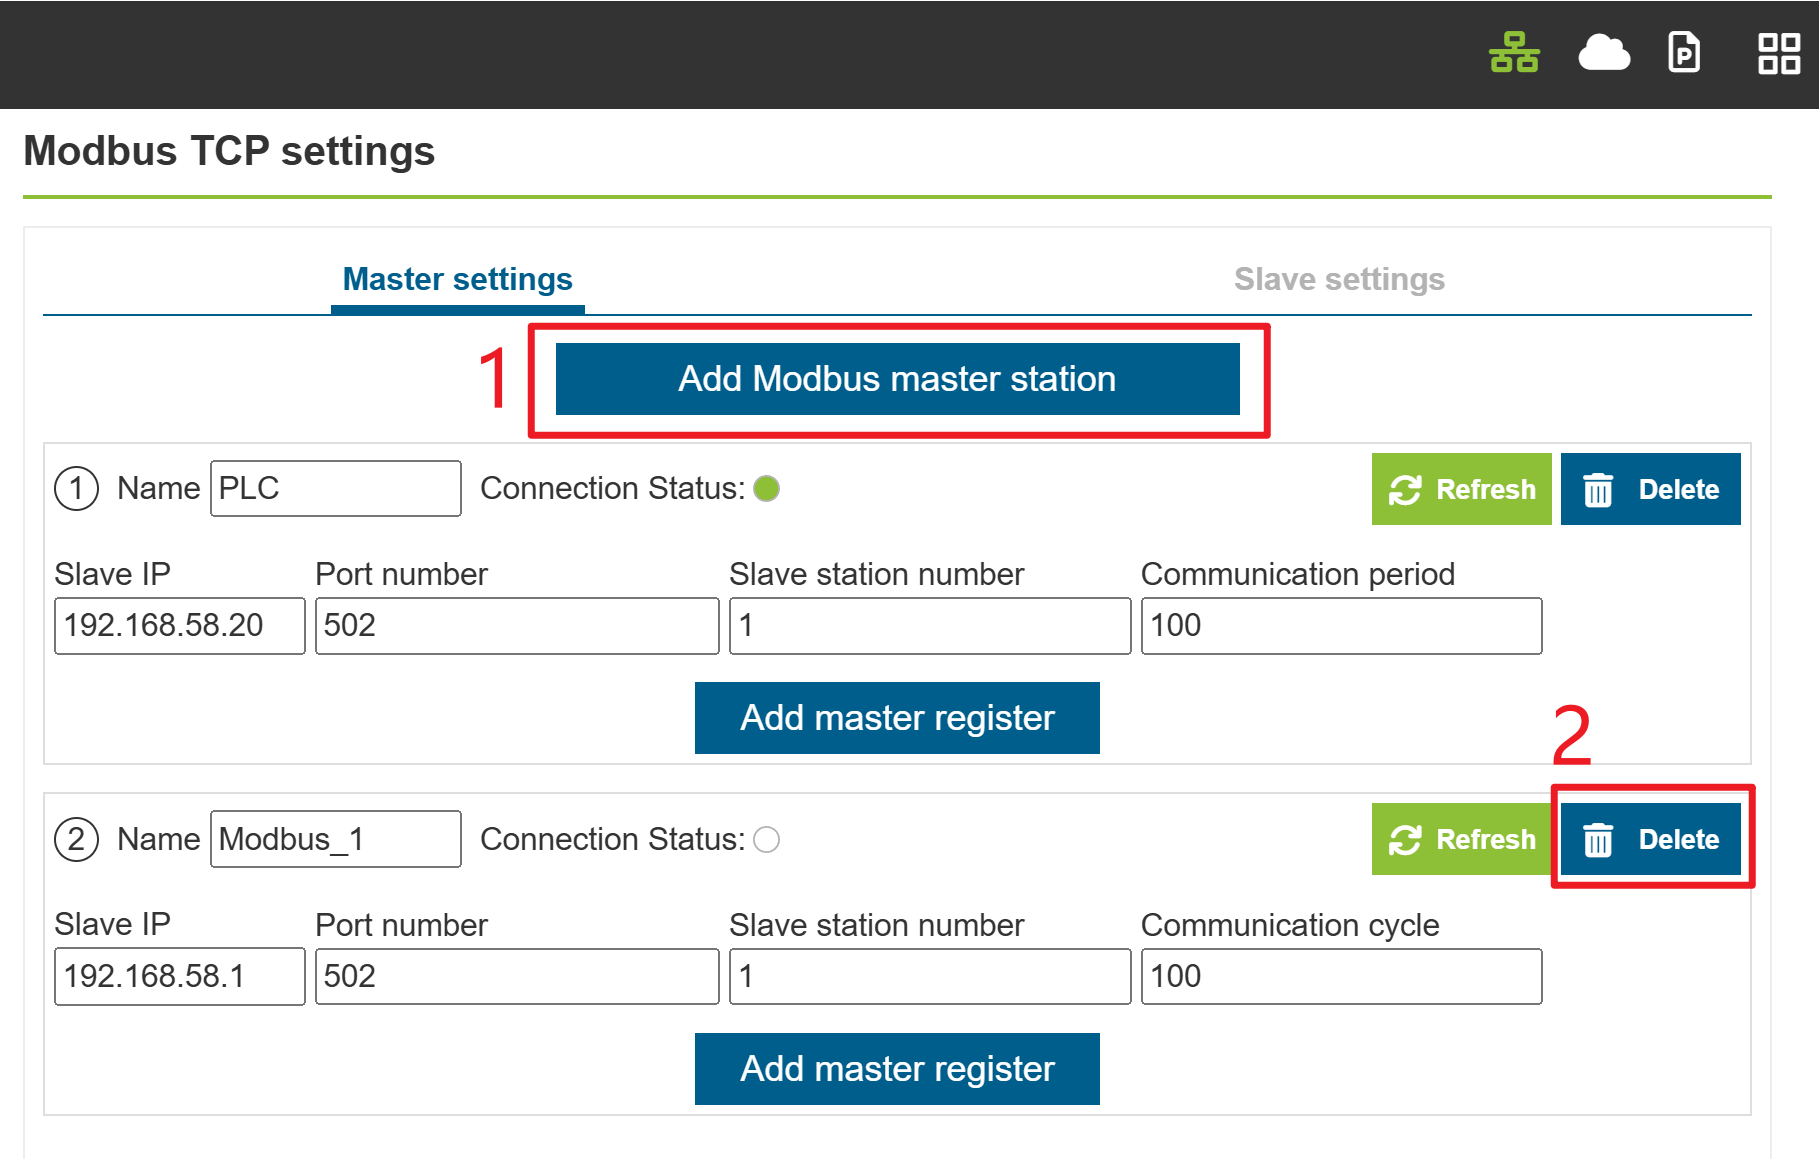 P
Modbus TCP settings
Master settings
Slave settings
1
Add Modbus master station
1 Name PLC Connection Status: Refresh Delete
Slave IP Port number Slave station number Communication period
192.168.58.20 502 1 100
Add master register
2
2 Name Modbus_1 Connection Status: Refresh Delete
Slave IP Port number Slave station number Communication cycle
192.168.58.1 502 1 100
Add master register